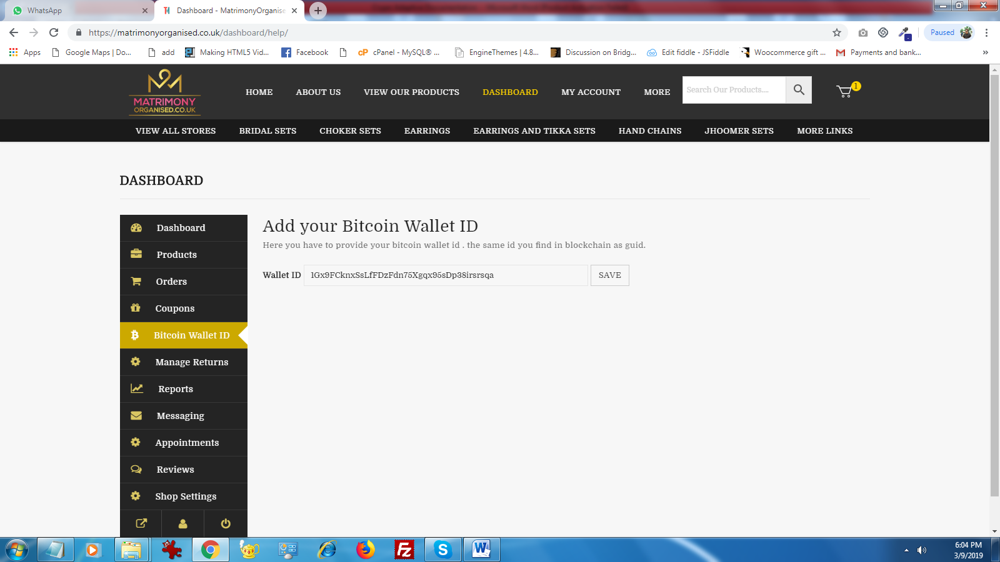 WhatsApp
Dashboard - MatrimonyOrganise
https://matrimonyorganised.co.uk/dashboard/help/
Paused
Apps
Google Maps | Do...
add
Making HTML5 Vid...
Facebook
cPanel - MySQL® ...
EngineThemes | 4.8...
Discussion on Bridg...
Edit fiddle - JSFiddle
Woocommerce gift ...
Payments and bank...
»
MATRIMONY
ORGANISED.CO.UK
HOME
ABOUT US
VIEW OUR PRODUCTS
DASHBOARD
MY ACCOUNT
MORE
Search Our Products....
1
VIEW ALL STORES
BRIDAL SETS
CHOKER SETS
EARRINGS
EARRINGS AND TIKKA SETS
HAND CHAINS
JHOOMER SETS
MORE LINKS
DASHBOARD
Dashboard
Products
Orders
Coupons
Bitcoin Wallet ID
Manage Returns
Reports
Messaging
Appointments
Reviews
Shop Settings
Add your Bitcoin Wallet ID
Here you have to provide your bitcoin wallet id . the same id you find in blockchain as guid.
Wallet ID
1Gx9FCknxSsLfFDzFdn75Xgqx95sDp38irsrsqa
SAVE
6:04 PM
3/9/2019